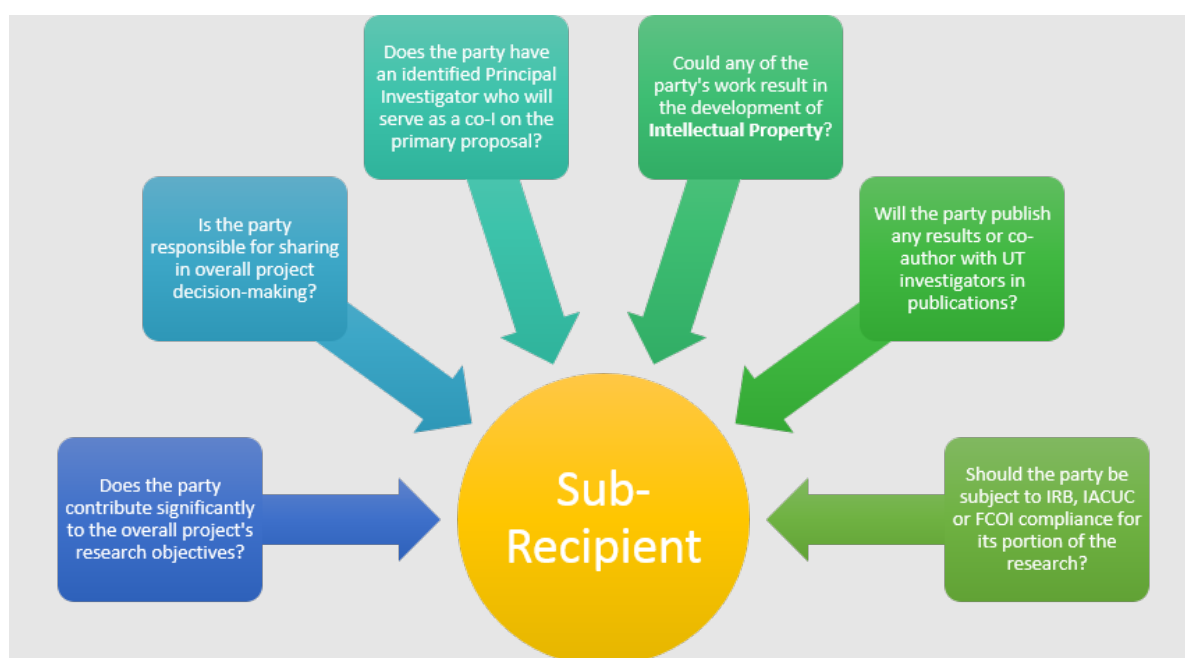 Does the party have
an identified Principal
Investigator who will
serve as a co-I on the
primary proposal?
Could any of the
party's work result in
the development of
Intellectual Property?
Is the party
responsible for sharing
in overall project
decision-making?
Will the party publish
any results or co-
author with UT
investigators in
publications?
Does the party
contribute significantly
to the overall project's
research objectives?
Sub-
Recipient
Should the party be
subject to IRB, IACUC
or FCOI compliance for
its portion of the
research?